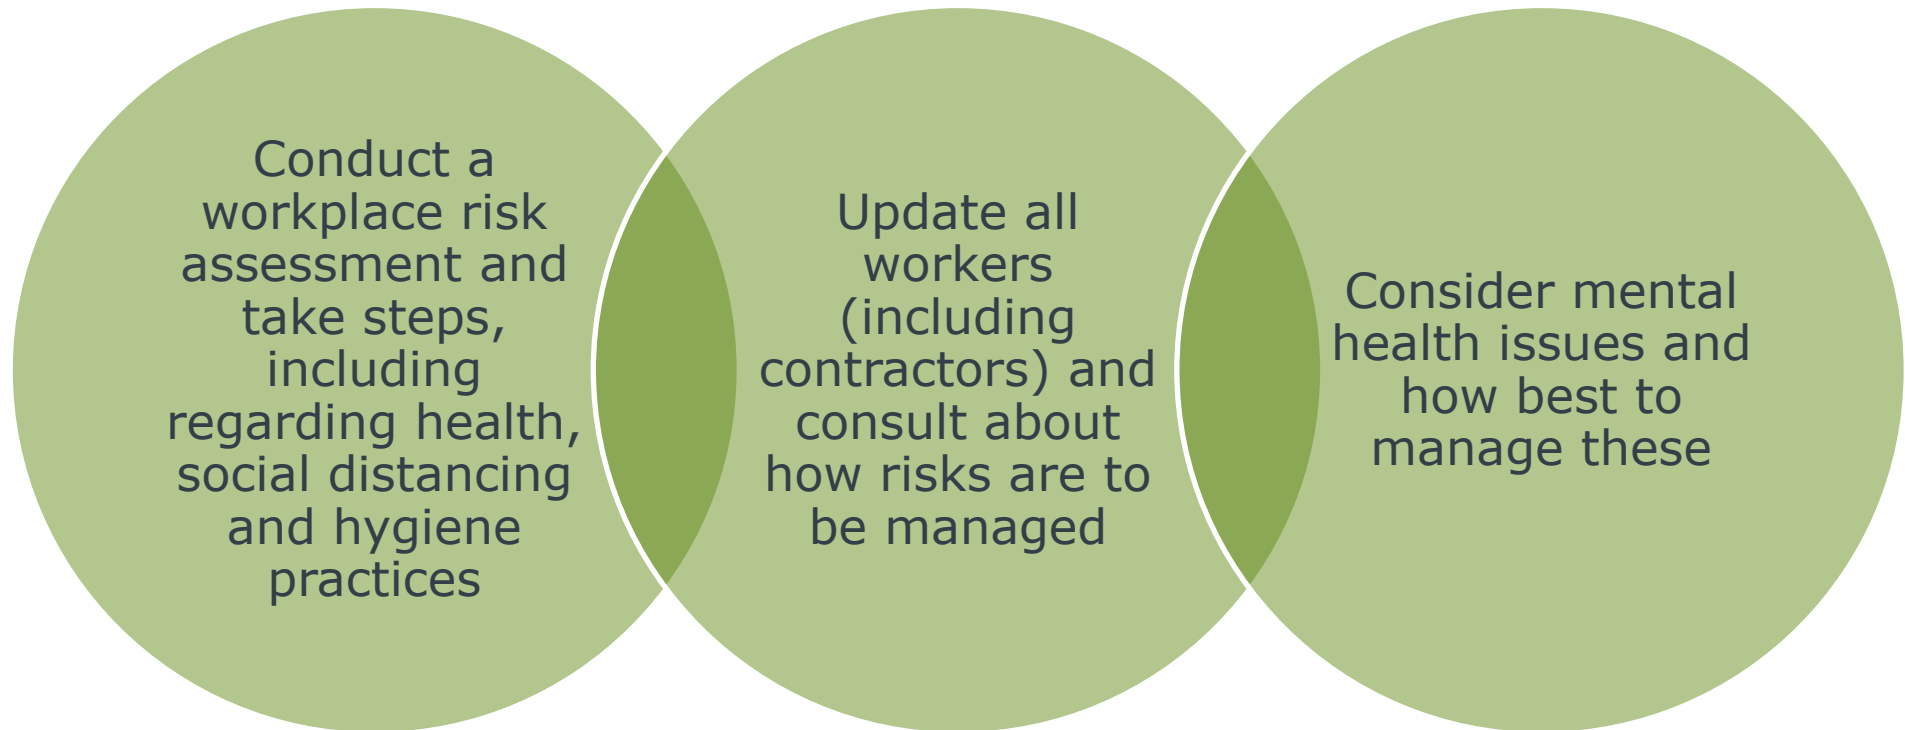 Conduct a
workplace risk
assessment and
take steps,
including
regarding health,
social distancing
and hygiene
practices
Update all
workers
(including
contractors) and
consult about
how risks are to
be managed
Consider mental
health issues and
how best to
manage these